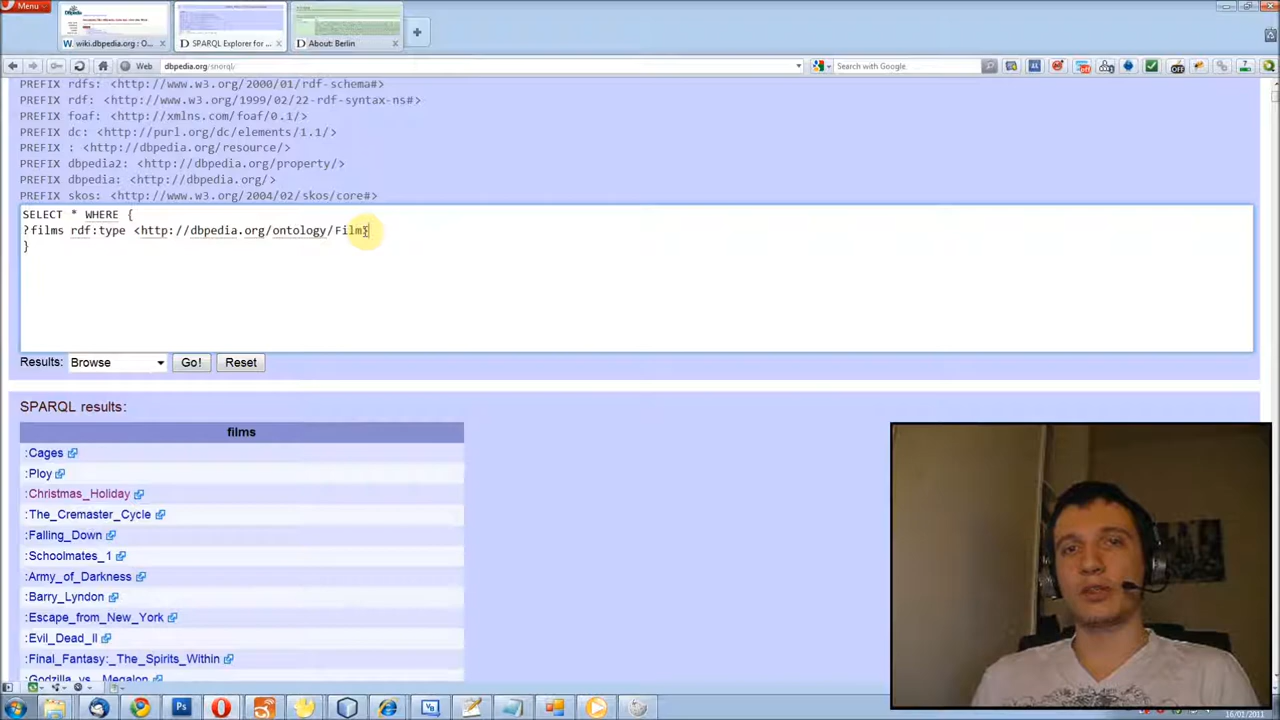 Menu
wiki.dbpedia.org : O...
SPARQL Explorer for ...
About: Berlin
Web
dbpedia.org/snorql/
Search with Google
PREFIX rdfs: <http://www.w3.org/2000/01/rdf-schema#>
PREFIX rdf: <http://www.w3.org/1999/02/22-rdf-syntax-ns#>
PREFIX foaf: <http://xmlns.com/foaf/0.1/>
PREFIX dc: <http://purl.org/dc/elements/1.1/>
PREFIX : <http://dbpedia.org/resource/>
PREFIX dbpedia2: <http://dbpedia.org/property/>
PREFIX dbpedia: <http://dbpedia.org/>
PREFIX skos: <http://www.w3.org/2004/02/skos/core#>
SELECT * WHERE {
?films rdf:type <http://dbpedia.org/ontology/Film>
}
Results:
Browse
Go!
Reset
SPARQL results:
films
:Cages
:Ploy
:Christmas_Holiday
:The_Cremaster_Cycle
:Falling_Down
:Schoolmates_1
:Army_of_Darkness
:Barry_Lyndon
:Escape_from_New_York
:Evil_Dead_II
:Final_Fantasy:_The_Spirits_Within
:Godzilla_vs._Megalon
16/02/2011